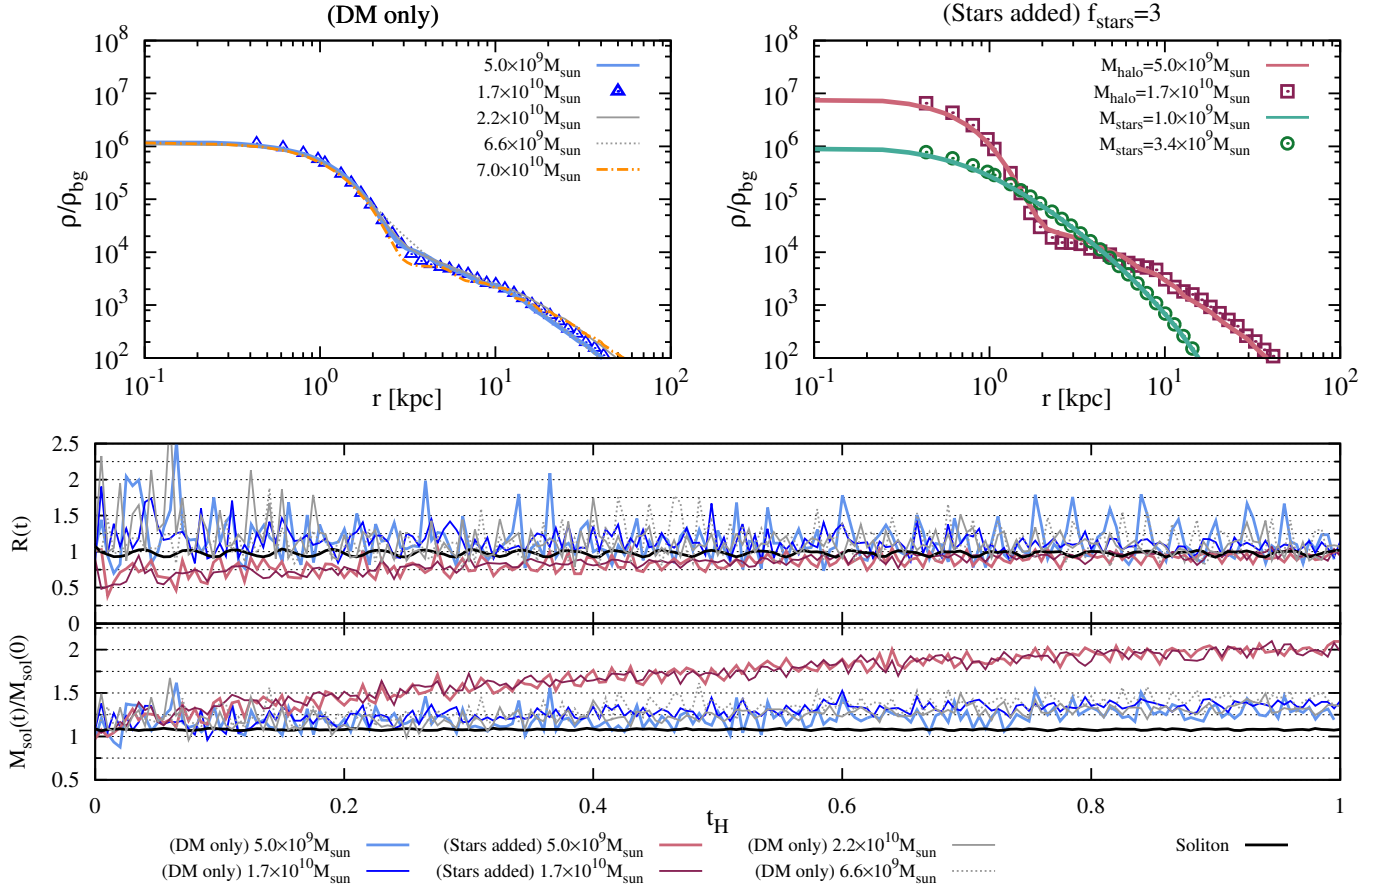 (DM only)
10^8
10^7
10^6
10^5
10^4
10^3
10^2
ρ/ρ_bg
5.0×10^9M_sun
1.7×10^10M_sun
2.2×10^10M_sun
6.6×10^9M_sun
7.0×10^10M_sun
10^-1 10^0 10^1 10^2
r [kpc]
(Stars added) f_stars=3
10^8
10^7
10^6
10^5
10^4
10^3
10^2
ρ/ρ_bg
M_halo=5.0×10^9M_sun
M_halo=1.7×10^10M_sun
M_stars=1.0×10^9M_sun
M_stars=3.4×10^9M_sun
10^-1 10^0 10^1 10^2
r [kpc]
2.5
2
1.5
1
0.5
0
R(t)
2
1.5
1
0.5
M_sol(t)/M_sol(0)
0 0.2 0.4 0.6 0.8 1
t_H
(DM only) 5.0×10^9M_sun (Stars added) 5.0×10^9M_sun (DM only) 2.2×10^10M_sun Soliton
(DM only) 1.7×10^10M_sun (Stars added) 1.7×10^10M_sun (DM only) 6.6×10^9M_sun